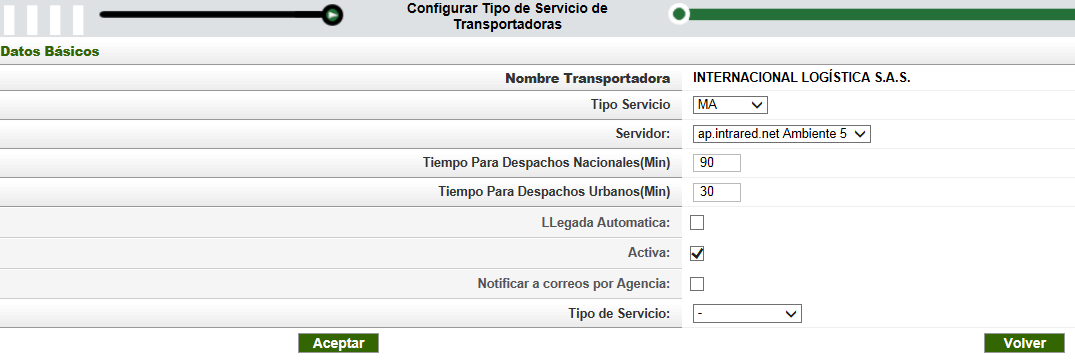 Configurar Tipo de Servicio de
Transportadoras
Datos Básicos
Nombre Transportadora INTERNACIONAL LOGÍSTICA S.A.S.
Tipo Servicio MA
Servidor: ap.intrared.net Ambiente 5
Tiempo Para Despachos Nacionales(Min) 90
Tiempo Para Despachos Urbanos(Min) 30
LLegada Automatica:
Activa:
Notificar a correos por Agencia:
Tipo de Servicio: -
Aceptar Volver